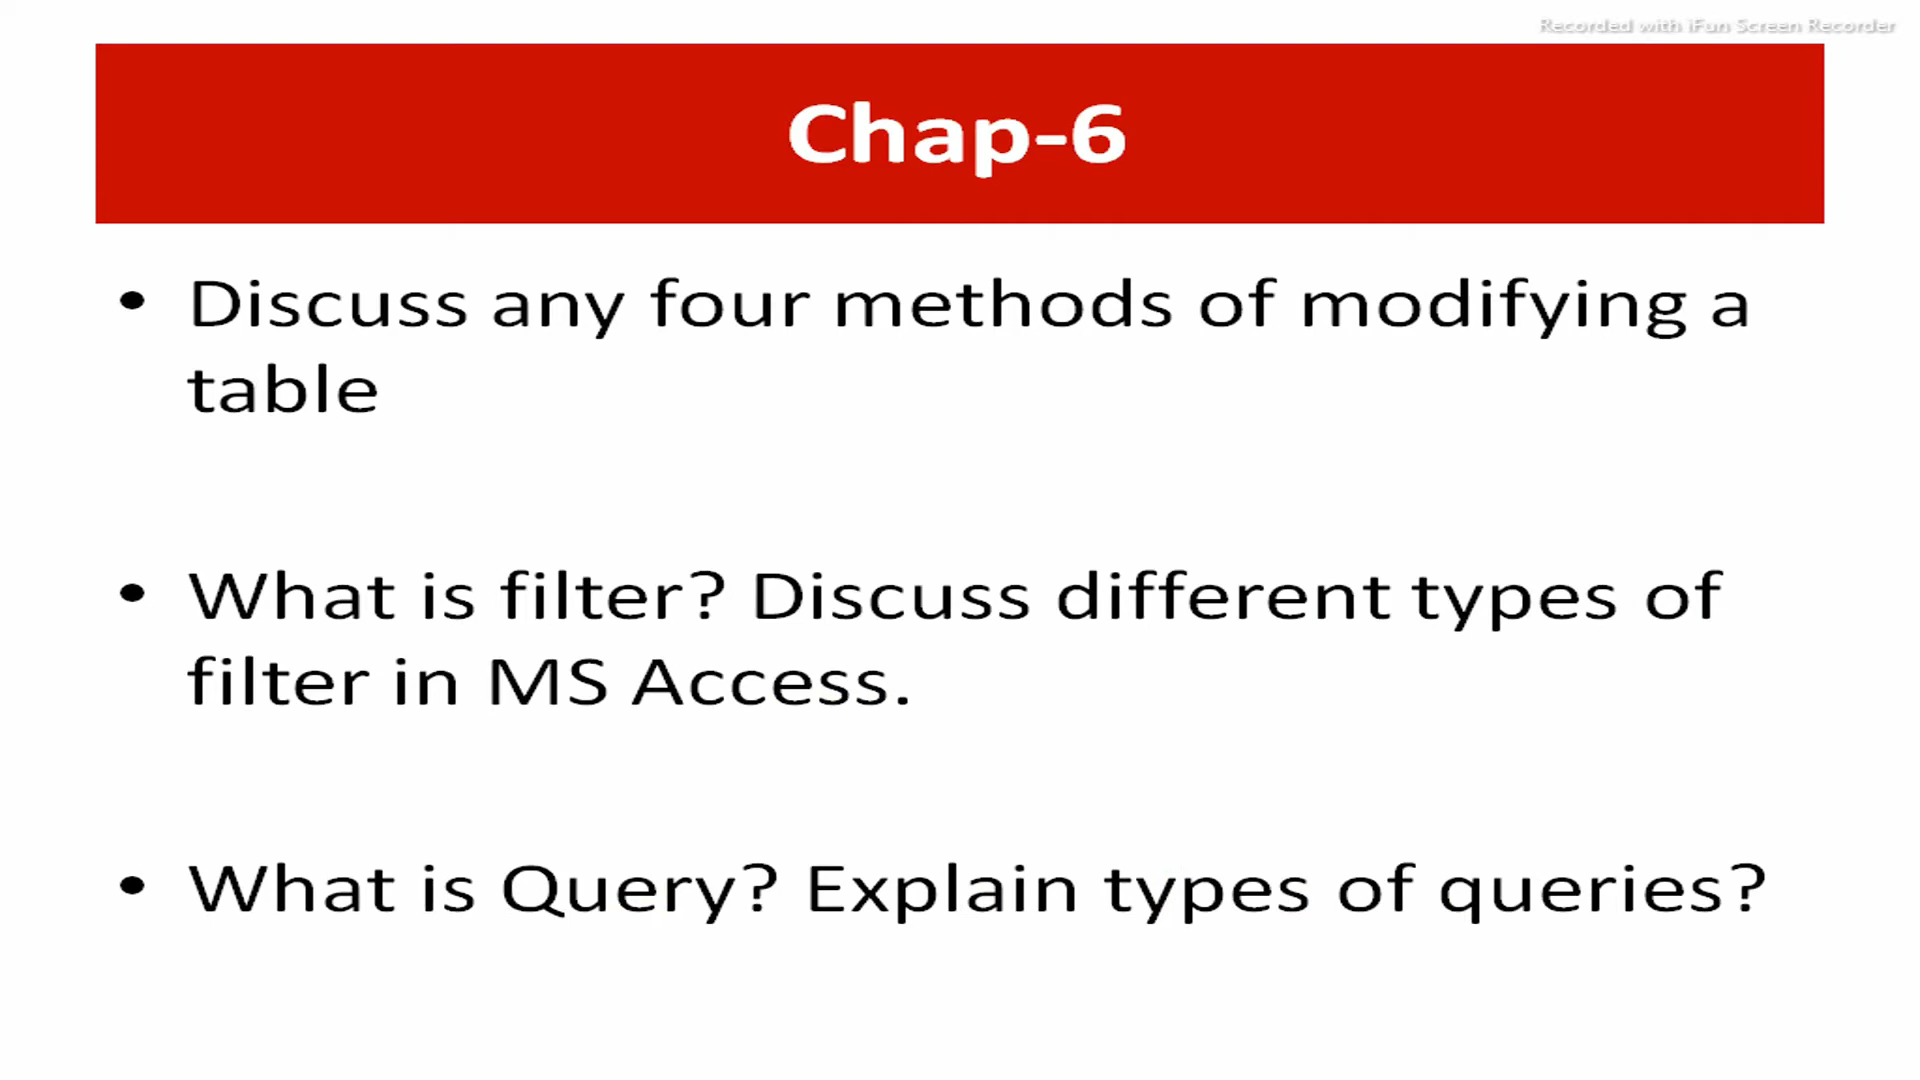 Recorded with iFun Screen Recorder
Chap-6
• Discuss any four methods of modifying a
table
• What is filter? Discuss different types of
filter in MS Access.
• What is Query? Explain types of queries?